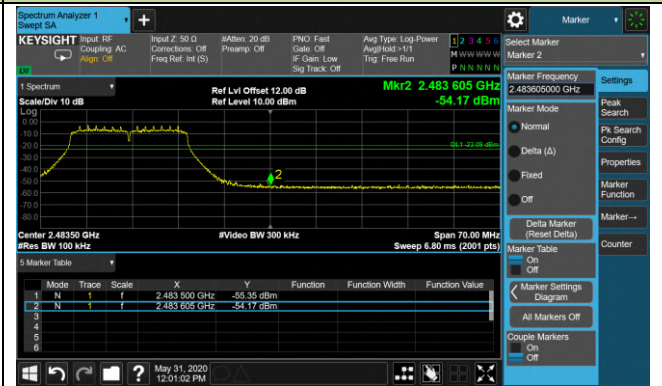 Spectrum Analyzer 1
Swept SA
Marker
KEYSIGHT
Input: RF
Coupling: AC
Align: Off
Input Z: 50 Ω
Corrections: Off
Freq Ref: Int (S)
#Atten: 20 dB
Preamp: Off
PNO: Fast
Gate: Off
IF Gain: Low
Sig Track: Off
Avg Type: Log-Power
Avg|Hold:>1/1
Trig: Free Run
1 2 3 4 5 6
M W W W W W
P N N N N N
Select Marker
Marker 2
1 Spectrum
Scale/Div 10 dB
Ref Lvl Offset 12.00 dB
Ref Level 10.00 dBm
Mkr2 2.483 605 GHz
-54.17 dBm
Log
0.00
-10.0
-20.0
-30.0
-40.0
-50.0
-60.0
-70.0
-80.0
2
Center 2.48350 GHz
#Res BW 100 kHz
#Video BW 300 kHz
Span 70.00 MHz
Sweep 6.80 ms (2001 pts)
5 Marker Table
Mode Trace Scale X Y Function Function Width Function Value
1 N 1 f 2.483 500 GHz -55.35 dBm
2 N 1 f 2.483 605 GHz -54.17 dBm
3
4
5
6
Marker Frequency
2.483605000 GHz
Marker Mode
Normal
Delta (Δ)
Fixed
Off
Delta Marker
(Reset Delta)
Marker Table
On
Off
Marker Settings
Diagram
All Markers Off
Couple Markers
On
Off
Settings
Peak
Search
Pk Search
Config
Properties
Marker
Function
Marker→
Counter
May 31, 2020
12:01:02 PM